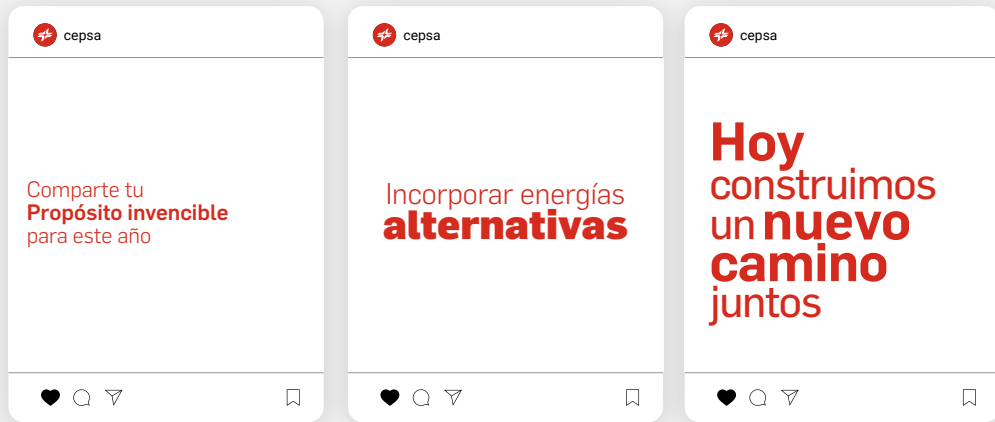 cepsa
Comparte tu
Propósito invencible
para este año
cepsa
Incorporar energías
alternativas
cepsa
Hoy
construimos
un nuevo
camino
juntos